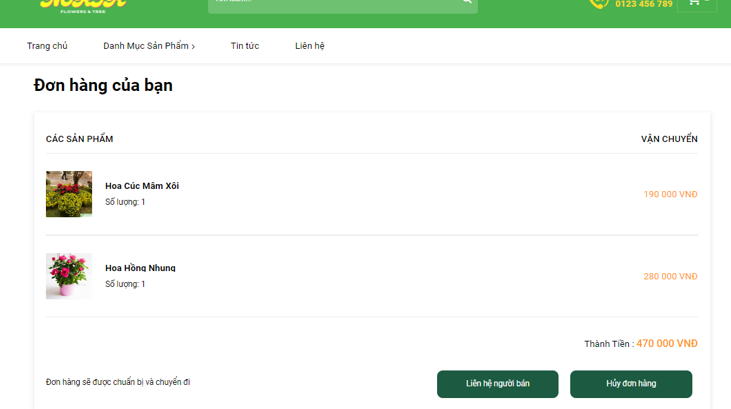 FLOWERS & TREE
0123 456 789
Trang chủ
Danh Mục Sản Phẩm >
Tin tức
Liên hệ
Đơn hàng của bạn
CÁC SẢN PHẨM
VẬN CHUYỂN
Hoa Cúc Mâm Xôi
190 000 VNĐ
Số lượng: 1
Hoa Hồng Nhung
280 000 VNĐ
Số lượng: 1
Thành Tiền : 470 000 VNĐ
Đơn hàng sẽ được chuẩn bị và chuyển đi
Liên hệ người bán
Hủy đơn hàng